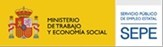 MINISTERIO
DE TRABAJO
Y ECONOMÍA SOCIAL
SERVICIO PÚBLICO
DE EMPLEO ESTATAL
SEPE